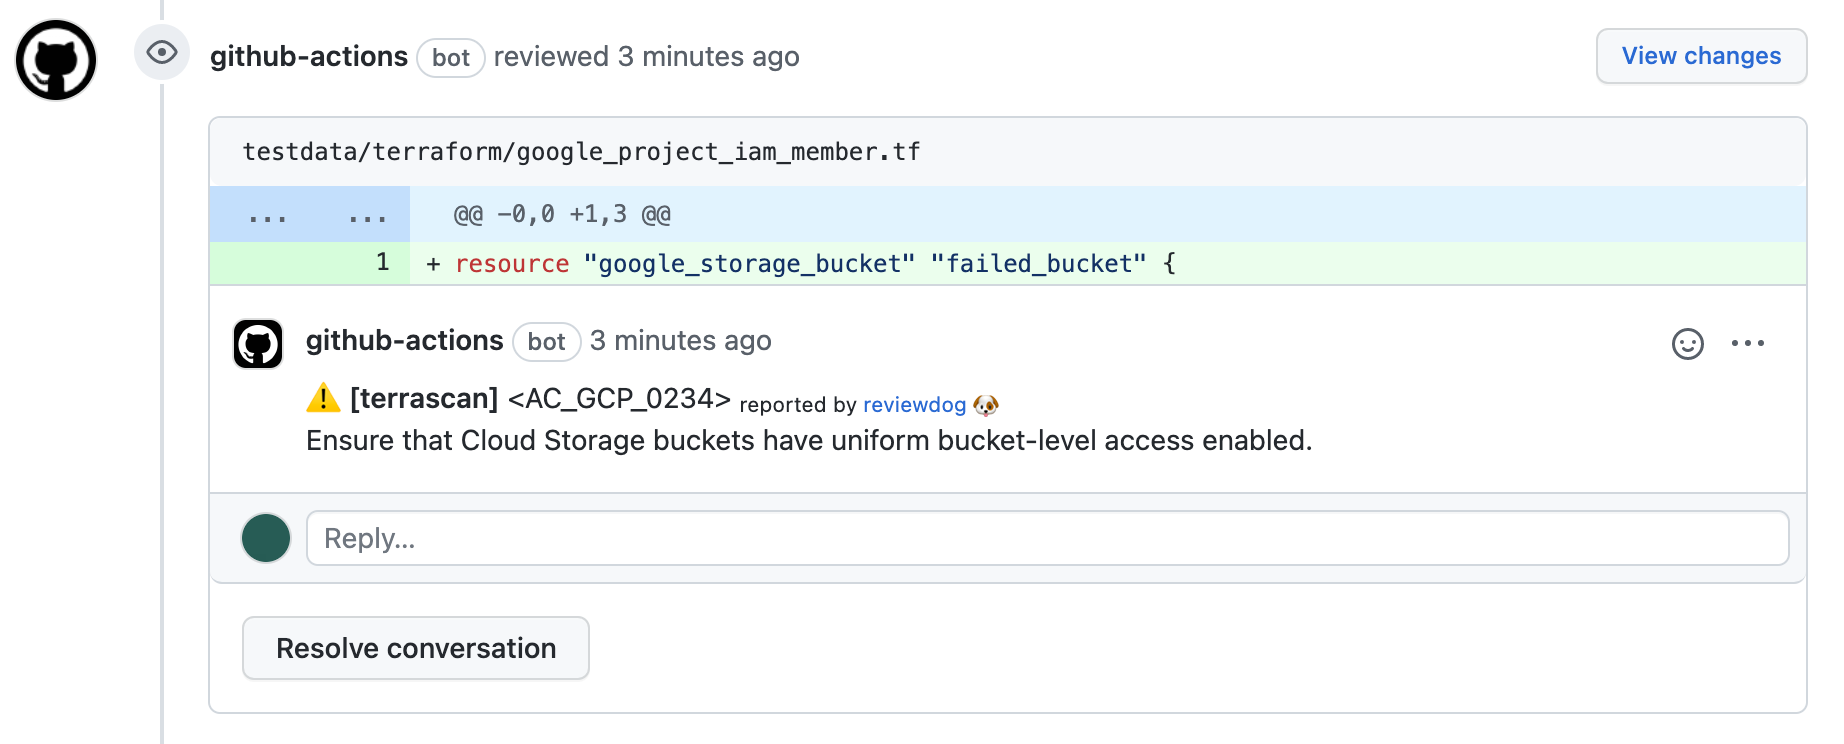 github-actions bot reviewed 3 minutes ago View changes
testdata/terraform/google_project_iam_member.tf
... ... @@ -0,0 +1,3 @@
1 + resource "google_storage_bucket" "failed_bucket" {
github-actions bot 3 minutes ago
[terrascan] <AC_GCP_0234> reported by reviewdog
Ensure that Cloud Storage buckets have uniform bucket-level access enabled.
Reply...
Resolve conversation